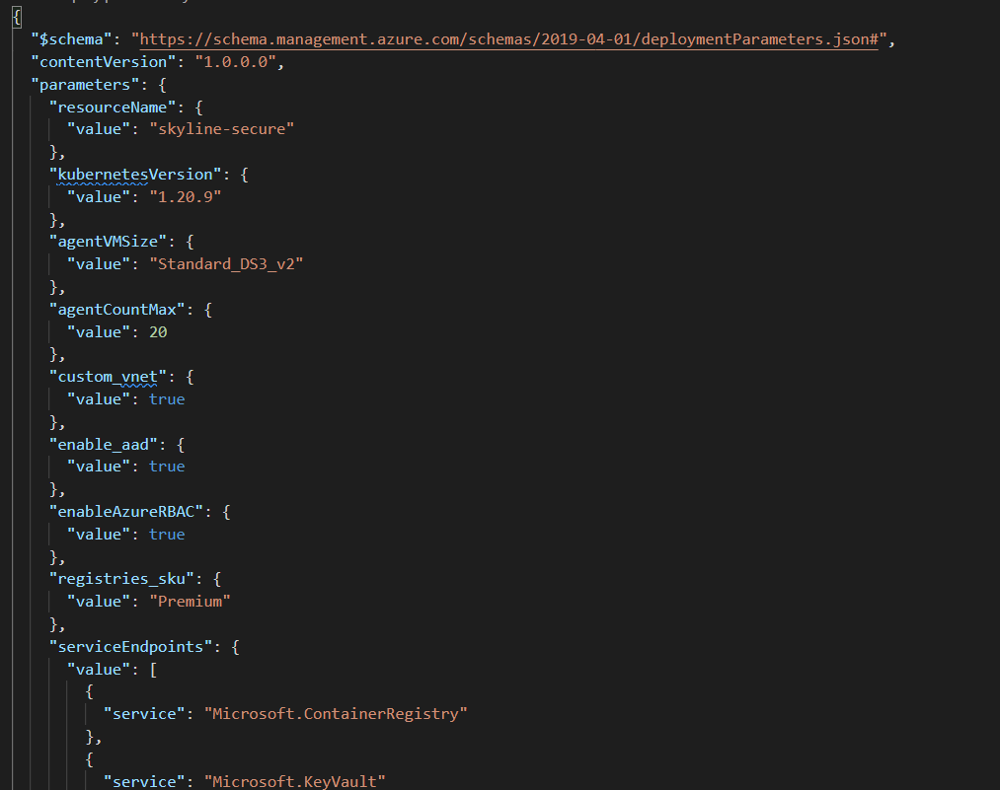 {
"$schema": "https://schema.management.azure.com/schemas/2019-04-01/deploymentParameters.json#",
"contentVersion": "1.0.0.0",
"parameters": {
"resourceName": {
"value": "skyline-secure"
},
"kubernetesVersion": {
"value": "1.20.9"
},
"agentVMSize": {
"value": "Standard_DS3_v2"
},
"agentCountMax": {
"value": 20
},
"custom_vnet": {
"value": true
},
"enable_aad": {
"value": true
},
"enableAzureRBAC": {
"value": true
},
"registries_sku": {
"value": "Premium"
},
"serviceEndpoints": {
"value": [
{
"service": "Microsoft.ContainerRegistry"
},
{
"service": "Microsoft.KeyVault"